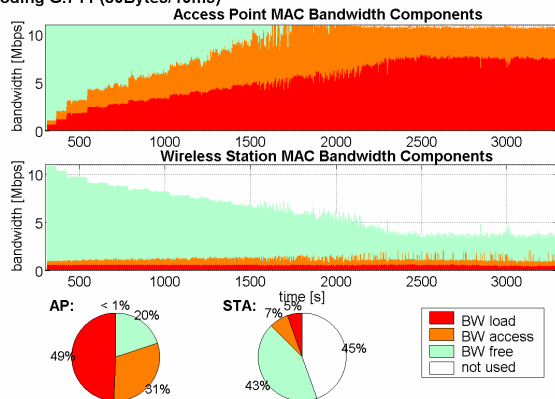 Access Point MAC Bandwidth Components
bandwidth [Mbps]
10
5
0
500 1000 1500 2000 2500 3000
Wireless Station MAC Bandwidth Components
bandwidth [Mbps]
10
5
0
500 1000 1500 2000 2500 3000
time [s]
AP:
< 1%
20%
49%
31%
STA:
5%
7%
45%
43%
BW load
BW access
BW free
not used